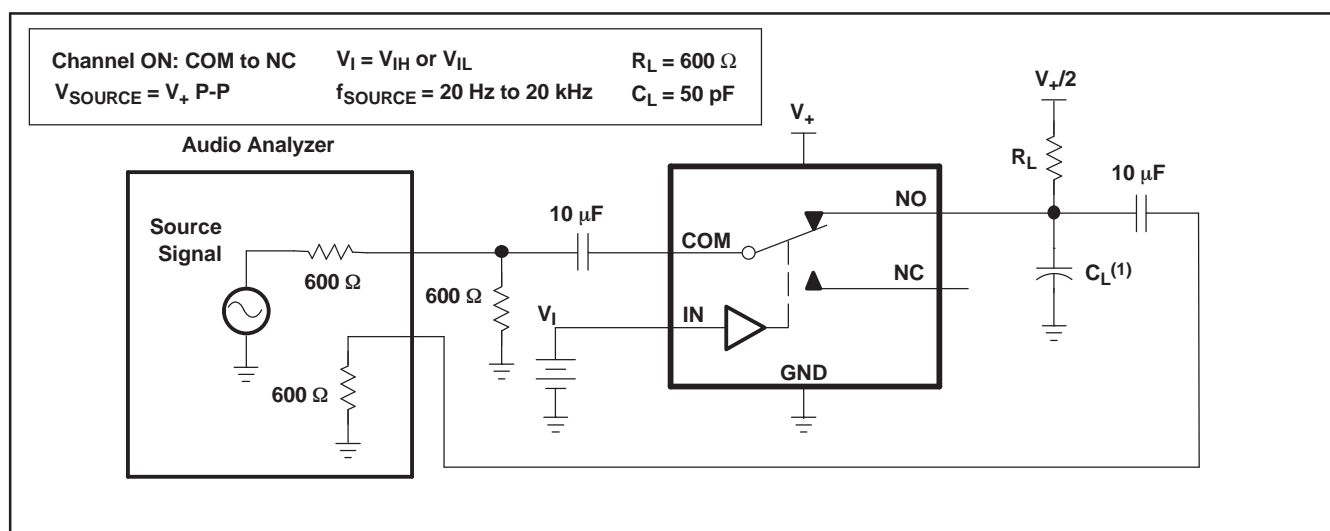 Channel ON: COM to NC
V_I = V_IH or V_IL
R_L = 600 Ω
V_SOURCE = V_+ P-P
f_SOURCE = 20 Hz to 20 kHz
C_L = 50 pF
Audio Analyzer
Source
Signal
600 Ω
600 Ω
600 Ω
10 μF
V_I
V_+
COM
IN
NO
NC
GND
V_+/2
R_L
10 μF
C_L(1)